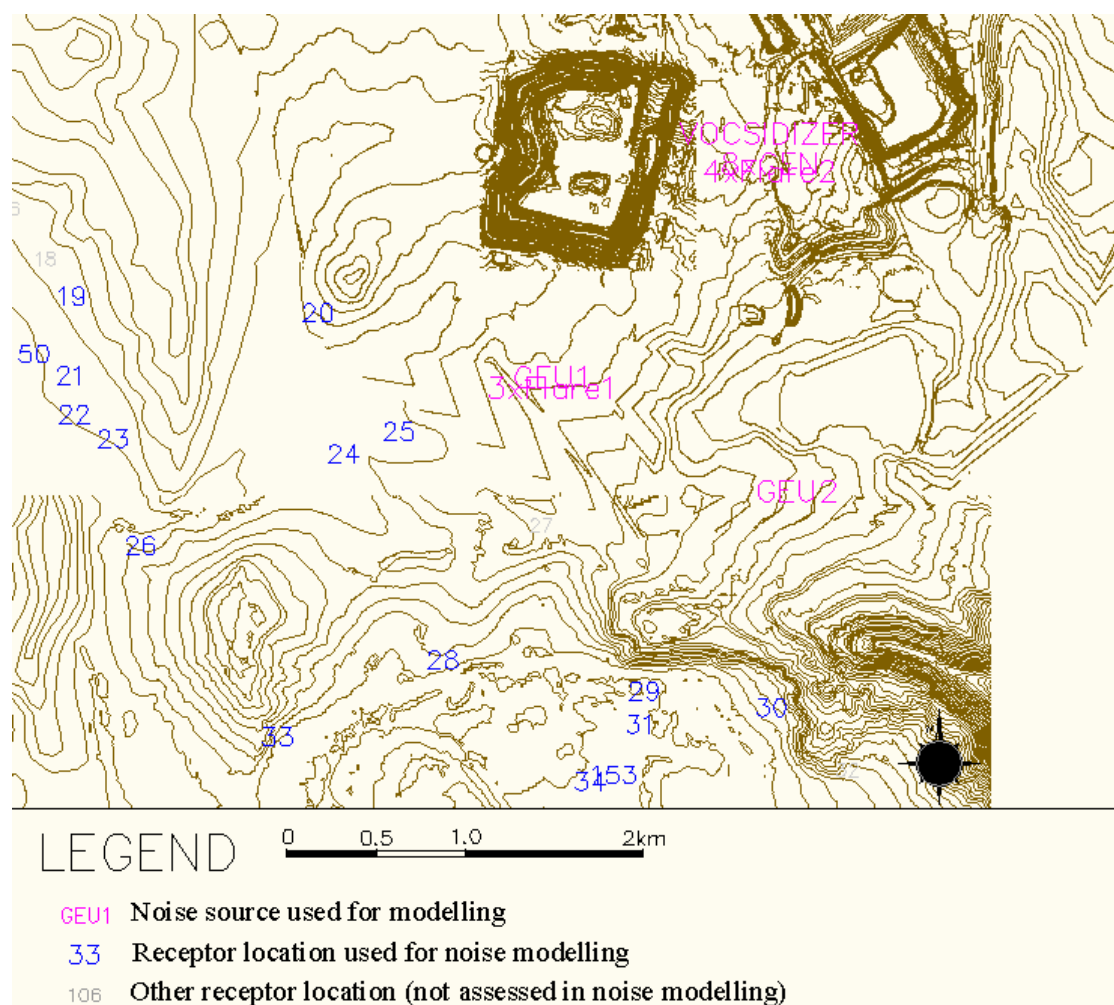 VOCSIDIZER
4xFlare2
18
19
20
50
GEU1
3xFlare1
21
22
23
25
24
GEU2
27
26
28
29
30
31
33
34
153
LEGEND
0 0.5 1.0 2km
GEU1 Noise source used for modelling
33 Receptor location used for noise modelling
106 Other receptor location (not assessed in noise modelling)